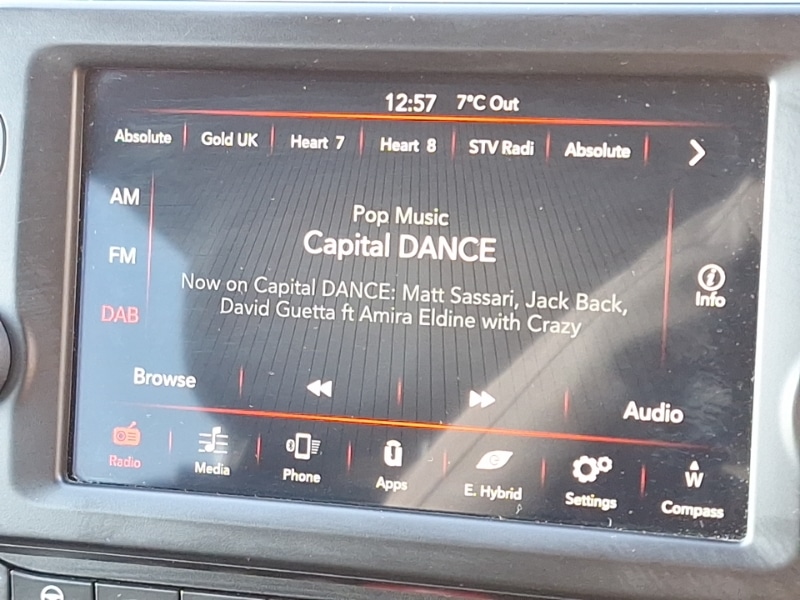 12:57 7°C Out
Absolute Gold UK Heart 7 Heart 8 STV Radi Absolute
AM
FM
DAB
Pop Music
Capital DANCE
Now on Capital DANCE: Matt Sassari, Jack Back,
David Guetta ft Amira Eldine with Crazy
Info
Browse Audio
Radio Media Phone Apps E. Hybrid Settings W Compass